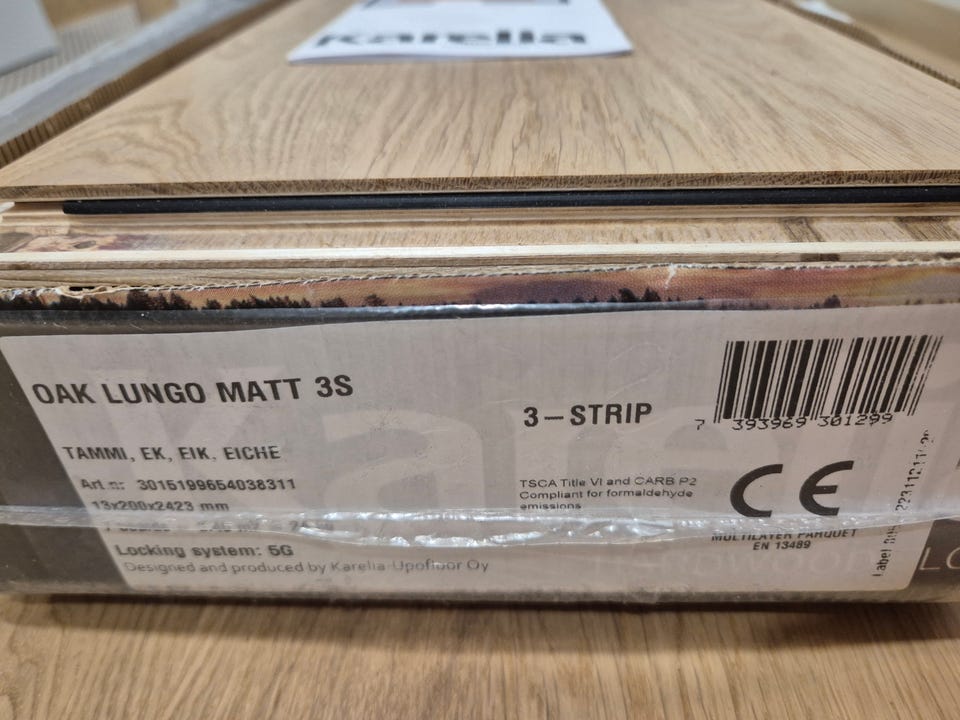 Karelia
OAK LUNGO MATT 3S
3-STRIP
7 393969 301299
TAMMI, EK, EIK, EICHE
Art.nr: 3015199654038311
13x200x2423 mm
TSCA Title VI and CARB P2
Compliant for formaldehyde
emissions
CE
MULTILAYER PARQUET
EN 13489
Locking system: 5G
Designed and produced by Karelia-Upofloor Oy
Label